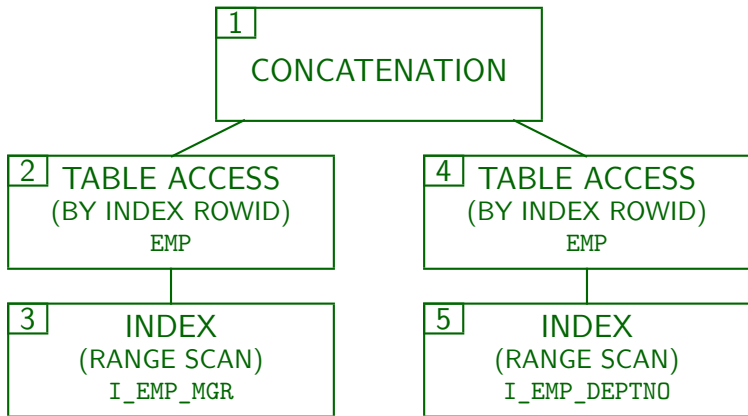 1
CONCATENATION
2
TABLE ACCESS
(BY INDEX ROWID)
EMP
4
TABLE ACCESS
(BY INDEX ROWID)
EMP
3
INDEX
(RANGE SCAN)
I_EMP_MGR
5
INDEX
(RANGE SCAN)
I_EMP_DEPTNO